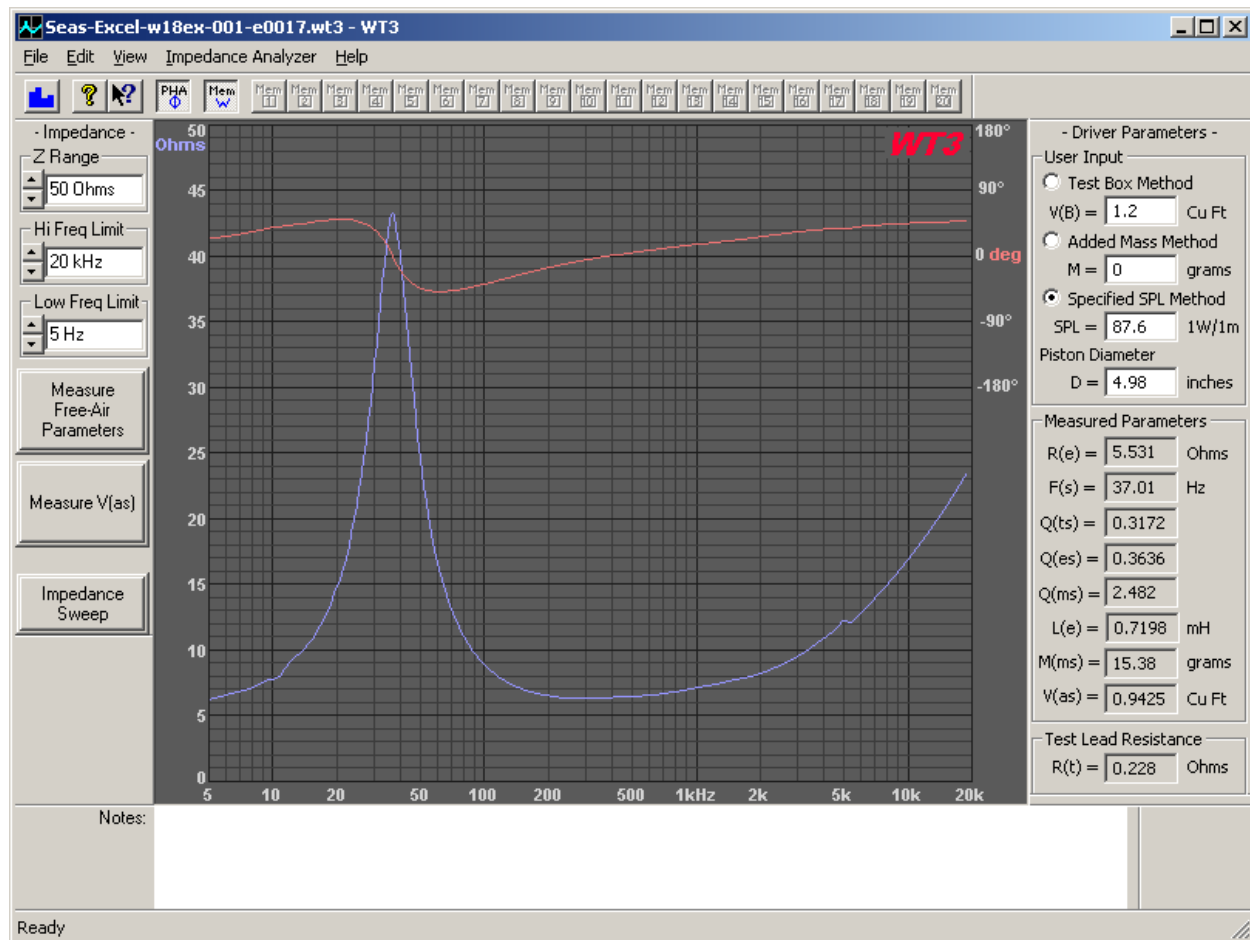 Seas-Excel-w18ex-001-e0017.wt3 - WT3
File Edit View Impedance Analyzer Help
PHA Φ Mem W Mem 1 Mem 2 Mem 3 Mem 4 Mem 5 Mem 6 Mem 7 Mem 8 Mem 9 Mem 10 Mem 11 Mem 12 Mem 13 Mem 14 Mem 15 Mem 16 Mem 17 Mem 18 Mem 19 Mem 20
- Impedance -
Z Range
50 Ohms
Hi Freq Limit
20 kHz
Low Freq Limit
5 Hz
Measure
Free-Air
Parameters
Measure V(as)
Impedance
Sweep
50
Ohms
45
40
35
30
25
20
15
10
5
0
5 10 20 50 100 200 500 1kHz 2k 5k 10k 20k
WT3
180°
90°
0 deg
-90°
-180°
- Driver Parameters -
User Input
Test Box Method
V(B) = 1.2 Cu Ft
Added Mass Method
M = 0 grams
Specified SPL Method
SPL = 87.6 1W/1m
Piston Diameter
D = 4.98 inches
Measured Parameters
R(e) = 5.531 Ohms
F(s) = 37.01 Hz
Q(ts) = 0.3172
Q(es) = 0.3636
Q(ms) = 2.482
L(e) = 0.7198 mH
M(ms) = 15.38 grams
V(as) = 0.9425 Cu Ft
Test Lead Resistance
R(t) = 0.228 Ohms
Notes:
Ready